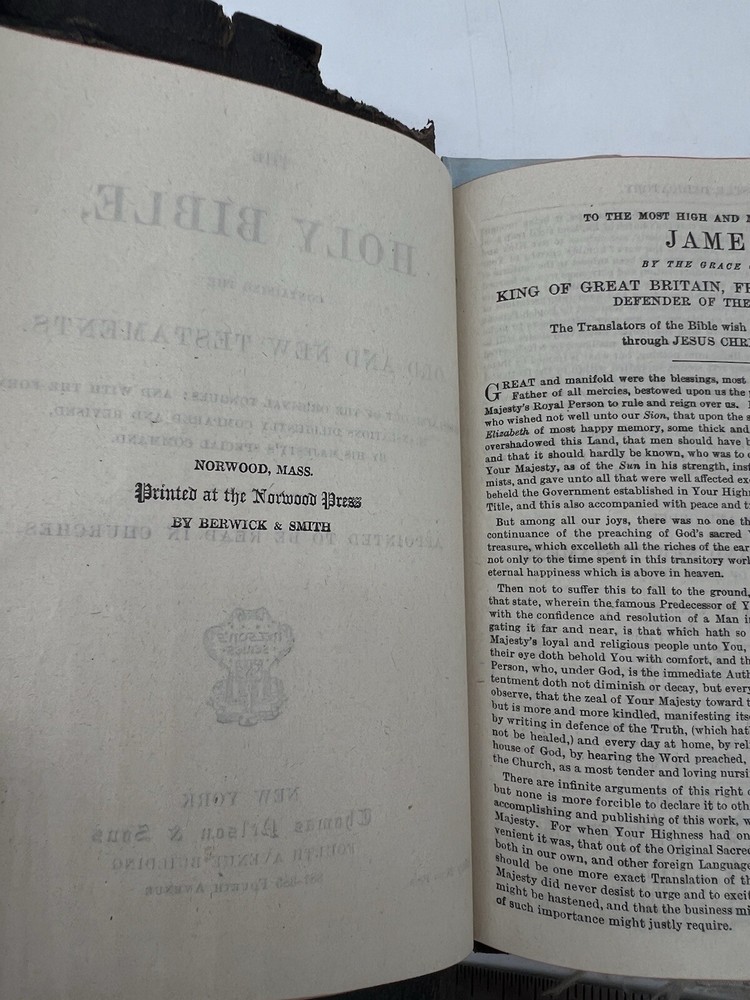 NORWOOD, MASS.
Printed at the Norwood Press
BY BERWICK & SMITH
TO THE MOST HIGH AND
JAME
BY THE GRACE
KING OF GREAT BRITAIN, FR
DEFENDER OF THE
The Translators of the Bible wish
through JESUS CHRI
GREAT and manifold were the blessings, most
Father of all mercies, bestowed upon us the
Majesty's Royal Person to rule and reign over us.
who wished not well unto our Sion, that upon the s
Elizabeth of most happy memory, some thick and
overshadowed this Land, that men should have b
and that it should hardly be known, who was to
Your Majesty, as of the Sun in his strength, inst
mists, and gave unto all that were well affected ex
beheld the Government established in Your High
Title, and this also accompanied with peace and t
But among all our joys, there was no one th
continuance of the preaching of God's sacred
treasure, which excelleth all the riches of the ear
not only to the time spent in this transitory worl
eternal happiness which is above in heaven.
Then not to suffer this to fall to the ground,
that state, wherein the famous Predecessor of Y
with the confidence and resolution of a Man i
gating it far and near, is that which hath so
Majesty's loyal and religious people unto You,
their eye doth behold You with comfort, and th
Person, who, under God, is the immediate Auth
tentment doth not diminish or decay, but every
observe, that the zeal of Your Majesty toward t
but is more and more kindled, manifesting itse
by writing in defence of the Truth, (which hat
not be healed,) and every day at home, by reli
house of God, by hearing the Word preached,
the Church, as a most tender and loving nursi
There are infinite arguments of this right
but none is more forcible to declare it to oth
accomplishing and publishing of this work, w
Majesty. For when Your Highness had on
venient it was, that out of the Original Sacre
both in our own, and other foreign Language
should be one more exact Translation of th
Majesty did never desist to urge and to excit
might be hastened, and that the business mi
of such importance might justly require.